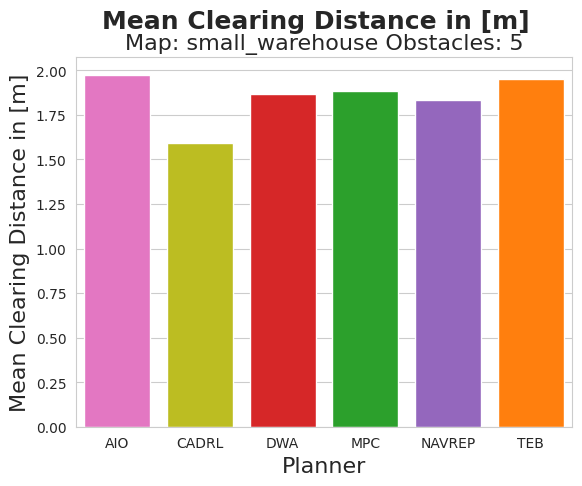 Mean Clearing Distance in [m]
Map: small_warehouse Obstacles: 5
Mean Clearing Distance in [m]
2.00
1.75
1.50
1.25
1.00
0.75
0.50
0.25
0.00
AIO CADRL DWA MPC NAVREP TEB
Planner